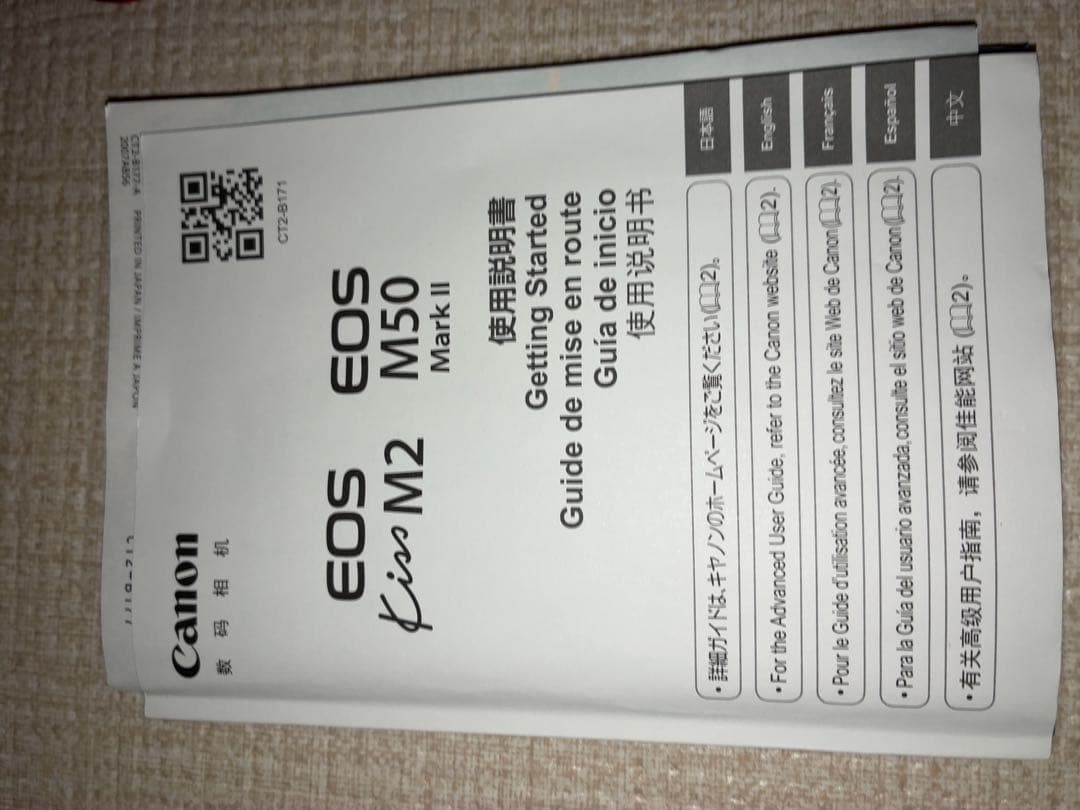 Canon
数 码 相 机
CT2-B171
EOS EOS
Kiss M2 M50
Mark II
使用説明書
Getting Started
Guide de mise en route
Guía de inicio
使用说明书
• 詳細ガイドは、キヤノンのホームページをご覧ください(2)。 日本語
• For the Advanced User Guide, refer to the Canon website (2). English
• Pour le Guide d'utilisation avancée, consultez le site Web de Canon(2). Français
• Para la Guía del usuario avanzada, consulte el sitio web de Canon(2). Español
• 有关高级用户指南，请参阅佳能网站 (2)。 中文
PRINTED IN JAPAN / IMPRIMÉ À JAPON